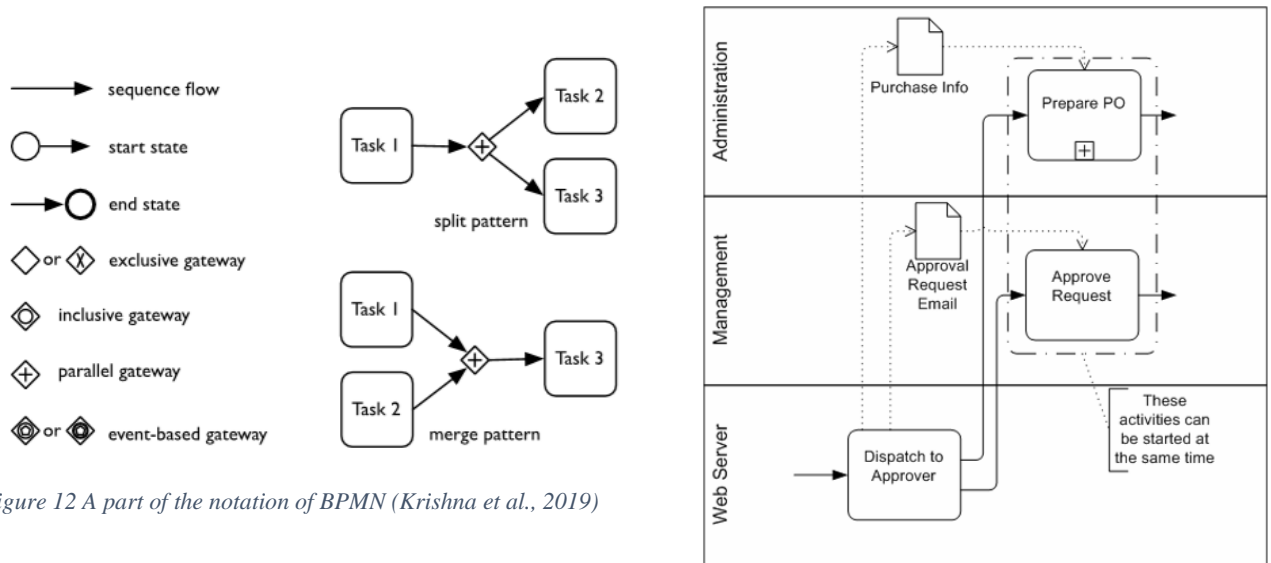 sequence flow
start state
end state
or X exclusive gateway
inclusive gateway
parallel gateway
or event-based gateway
Task 1
Task 2
Task 3
split pattern
Task 1
Task 2
Task 3
merge pattern
igure 12 A part of the notation of BPMN (Krishna et al., 2019)
Administration
Purchase Info
Prepare PO
Management
Approval
Request
Email
Approve
Request
Web Server
Dispatch to
Approver
These
activities can
be started at
the same time